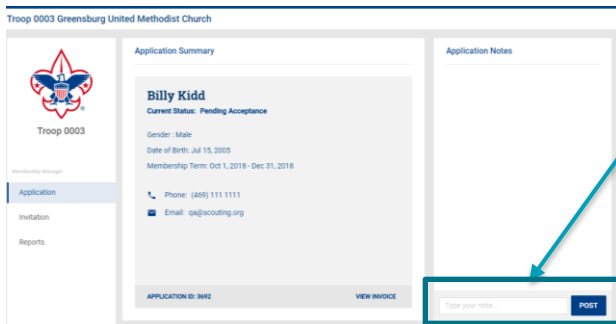 Troop 0003 Greensburg United Methodist Church
Troop 0003
Membership Manager
Application
Invitation
Reports
Application Summary
Billy Kidd
Current Status: Pending Acceptance
Gender : Male
Date of Birth: Jul 15, 2005
Membership Term: Oct 1, 2018 - Dec 31, 2018
Phone: (469) 111 1111
Email: qa@scouting.org
APPLICATION ID: 3692 VIEW INVOICE
Application Notes
Type your note... POST